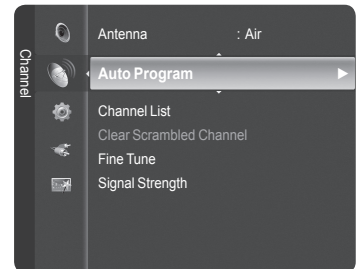 Channel
Antenna : Air
Auto Program
Channel List
Clear Scrambled Channel
Fine Tune
Signal Strength